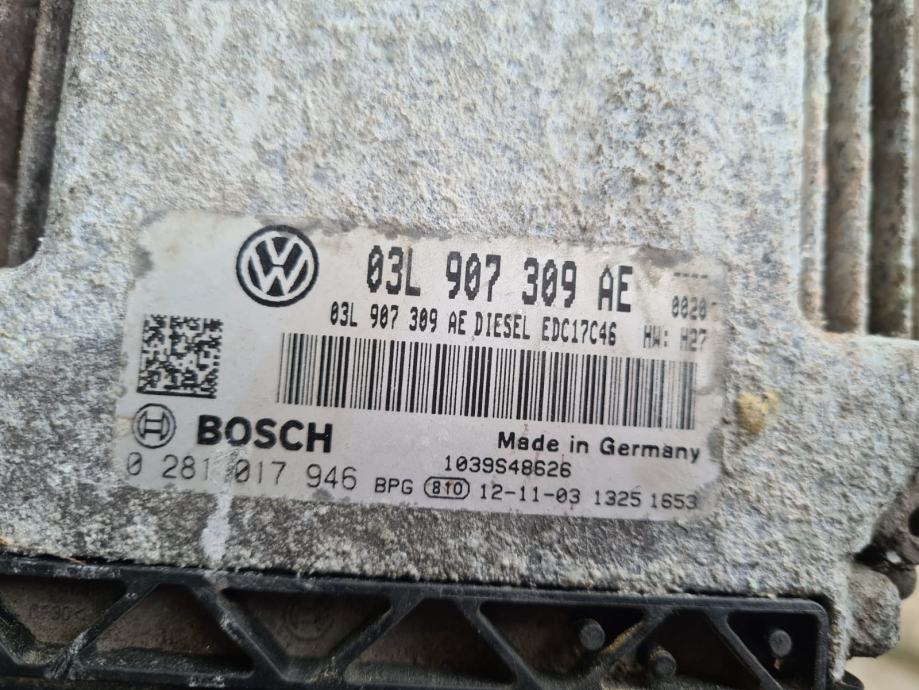 03L 907 309 AE ----
0020-
03L 907 309 AE DIESEL EDC17C46 HW: H27
BOSCH
Made in Germany
1039S48626
0 281 017 946 BPG 810 12-11-03 1325 1653